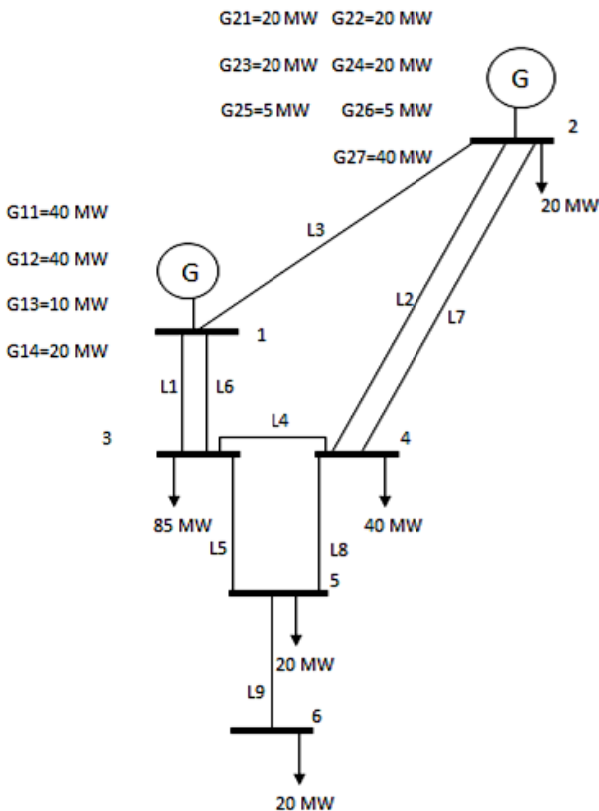 G21=20 MW G22=20 MW
G23=20 MW G24=20 MW
G25=5 MW G26=5 MW
G27=40 MW
G
2
20 MW
G11=40 MW
G12=40 MW
G13=10 MW
G14=20 MW
G
1
L3
L2
L7
L1
L6
L4
3
4
85 MW
40 MW
L5
L8
5
20 MW
L9
6
20 MW